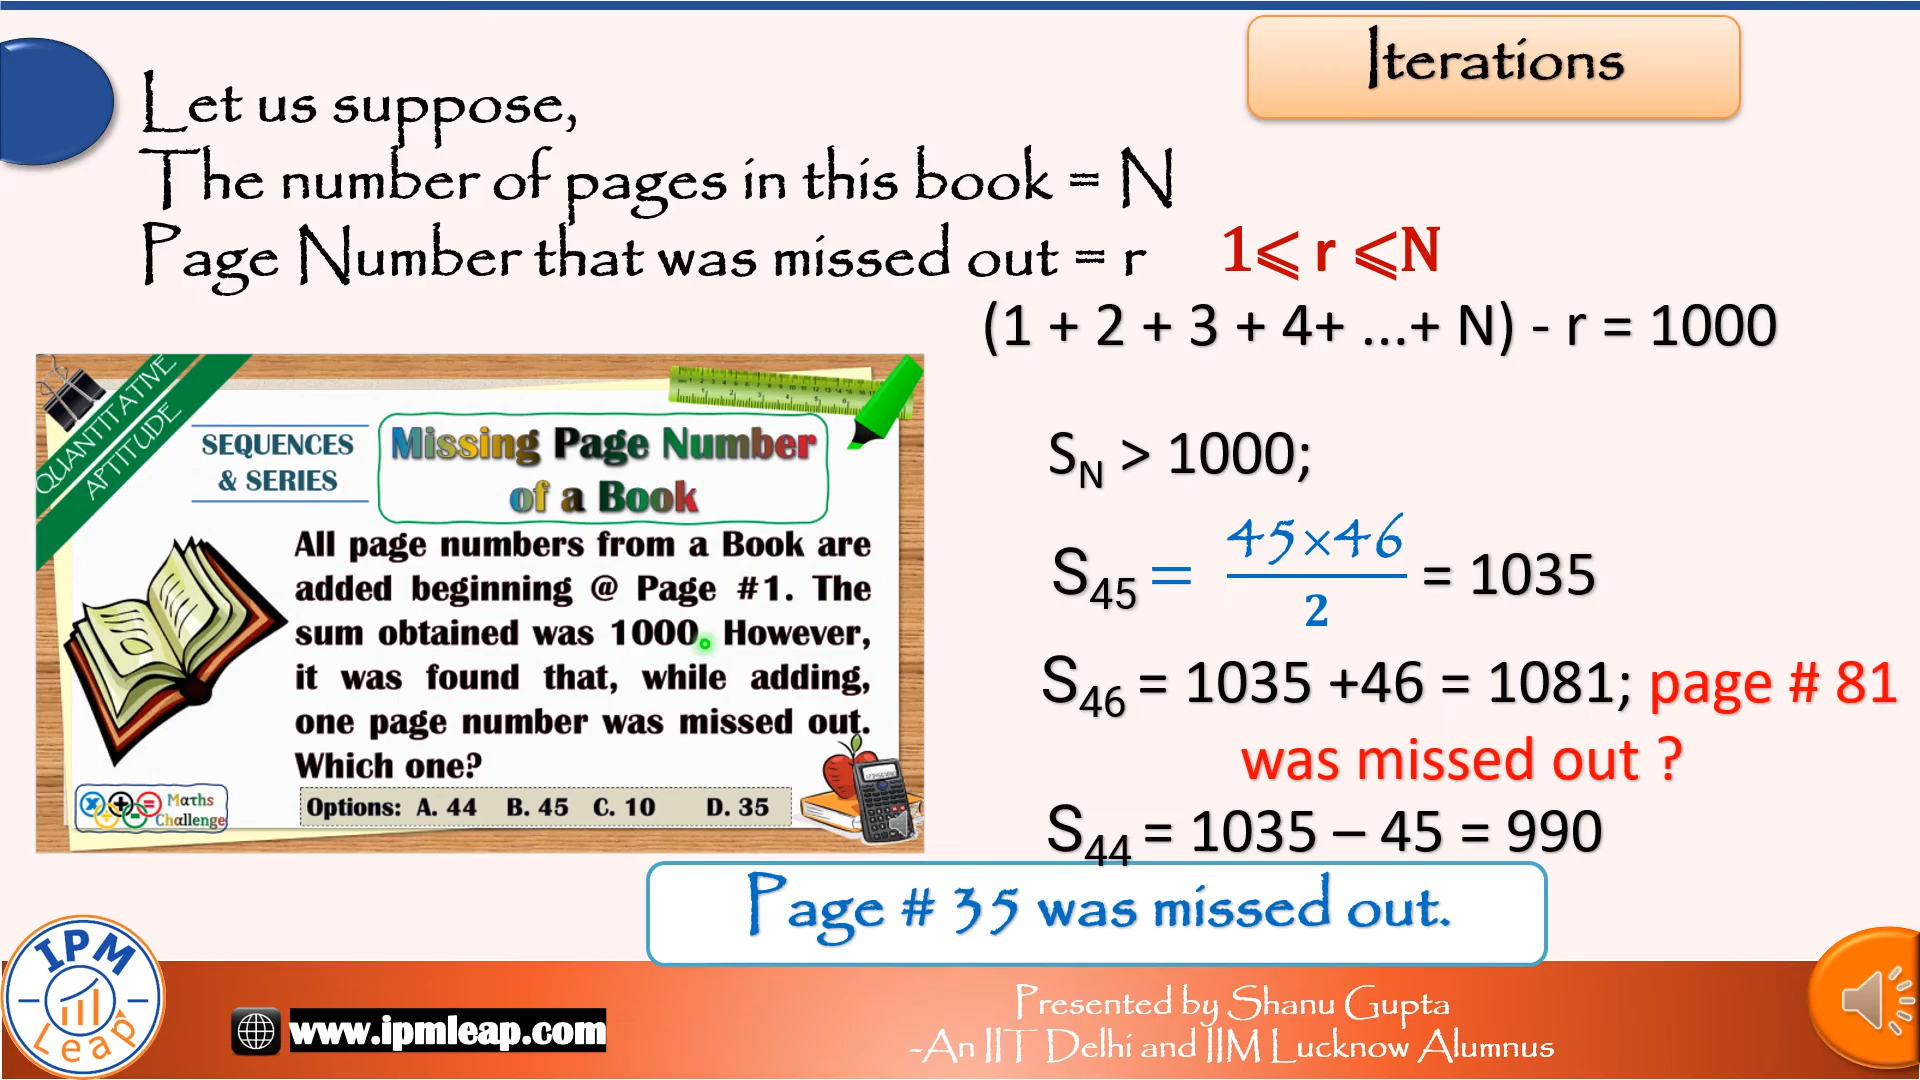 Iterations
Let us suppose,
The number of pages in this book = N
Page Number that was missed out = r   1⩽ r ⩽N
(1 + 2 + 3 + 4+ ...+ N) - r = 1000
QUANTITATIVE
APTITUDE
SEQUENCES
& SERIES
Missing Page Number
of a Book
All page numbers from a Book are
added beginning @ Page #1. The
sum obtained was 1000. However,
it was found that, while adding,
one page number was missed out.
Which one?
Options: A. 44 B. 45 C. 10 D. 35
Maths
Challenge
S_N > 1000;
S_45 = 45×46/2 = 1035
S_46 = 1035 +46 = 1081; page # 81
was missed out ?
S_44 = 1035 – 45 = 990
Page # 35 was missed out.
IPM
Leap
www.ipmleap.com
Presented by Shanu Gupta
-An IIT Delhi and IIM Lucknow Alumnus